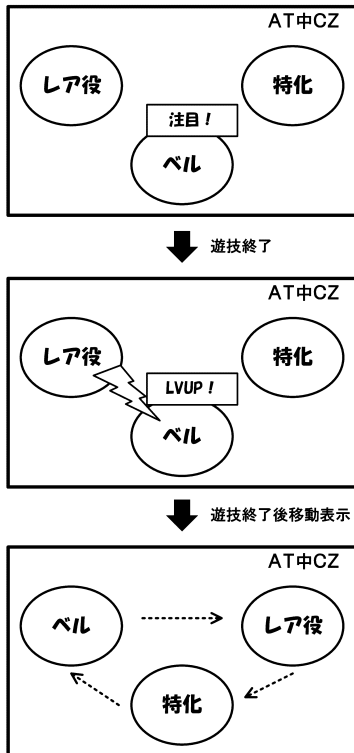 AT中CZ
レア役
特化
注目!
ベル
遊技終了
AT中CZ
レア役
特化
LVUP!
ベル
遊技終了後移動表示
AT中CZ
ベル
レア役
特化